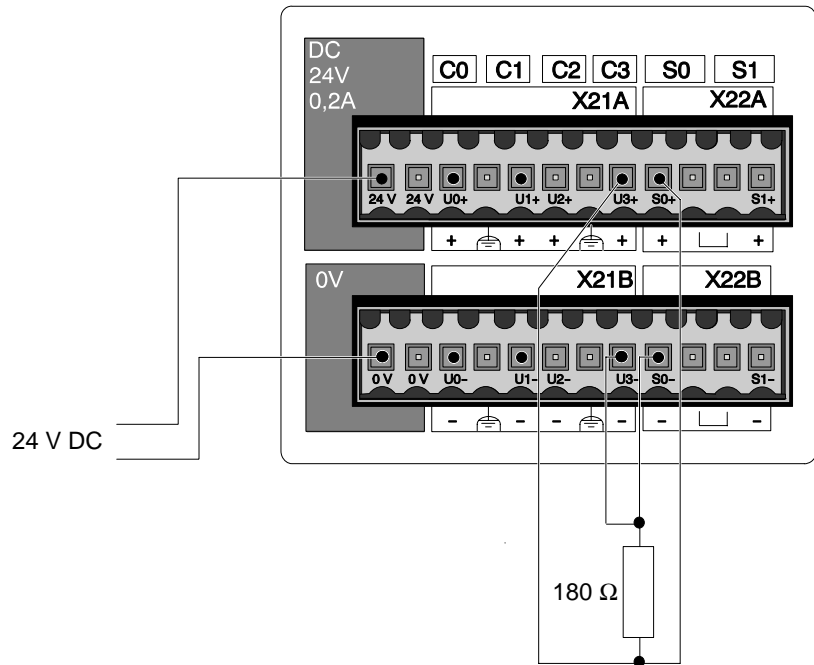 DC
24V
0,2A
C0 C1 C2 C3 S0 S1
X21A X22A
24 V 24 V U0+ U1+ U2+ U3+ S0+ S1+
+ + + + + +
0V
X21B X22B
0 V 0 V U0− U1− U2− U3− S0− S1−
− − − − − −
24 V DC
180 Ω